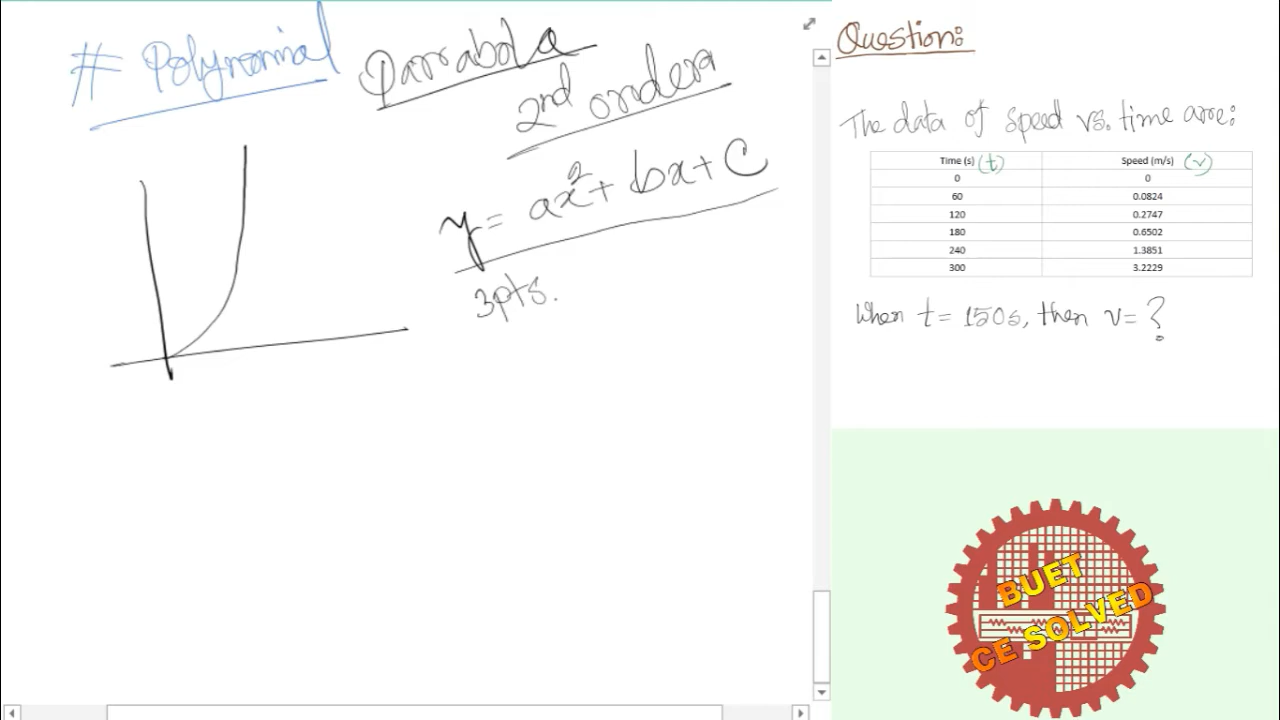 # Polynomial Parrabola
2nd orderr
y = ax² + bx + c
3pts.
Question:
The data of speed vs. time are:
Time (s) (t) Speed (m/s) (v)
0 0
60 0.0824
120 0.2747
180 0.6502
240 1.3851
300 3.2229
When t = 150s, then v = ?
BUET
CE SOLVED